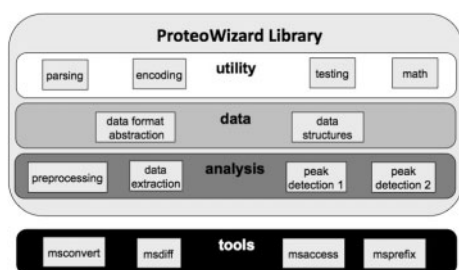 ProteoWizard Library
parsing encoding utility testing math
data format abstraction data data structures
preprocessing data extraction analysis peak detection 1 peak detection 2
tools
msconvert msdiff msaccess msprefix